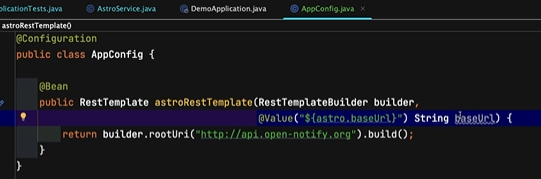 plicationTests.java AstroService.java DemoApplication.java AppConfig.java
astroRestTemplate()
@Configuration
public class AppConfig {
@Bean
public RestTemplate astroRestTemplate(RestTemplateBuilder builder,
@Value("${astro.baseUrl}") String baseUrl) {
return builder.rootUri("http://api.open-notify.org").build();
}
}